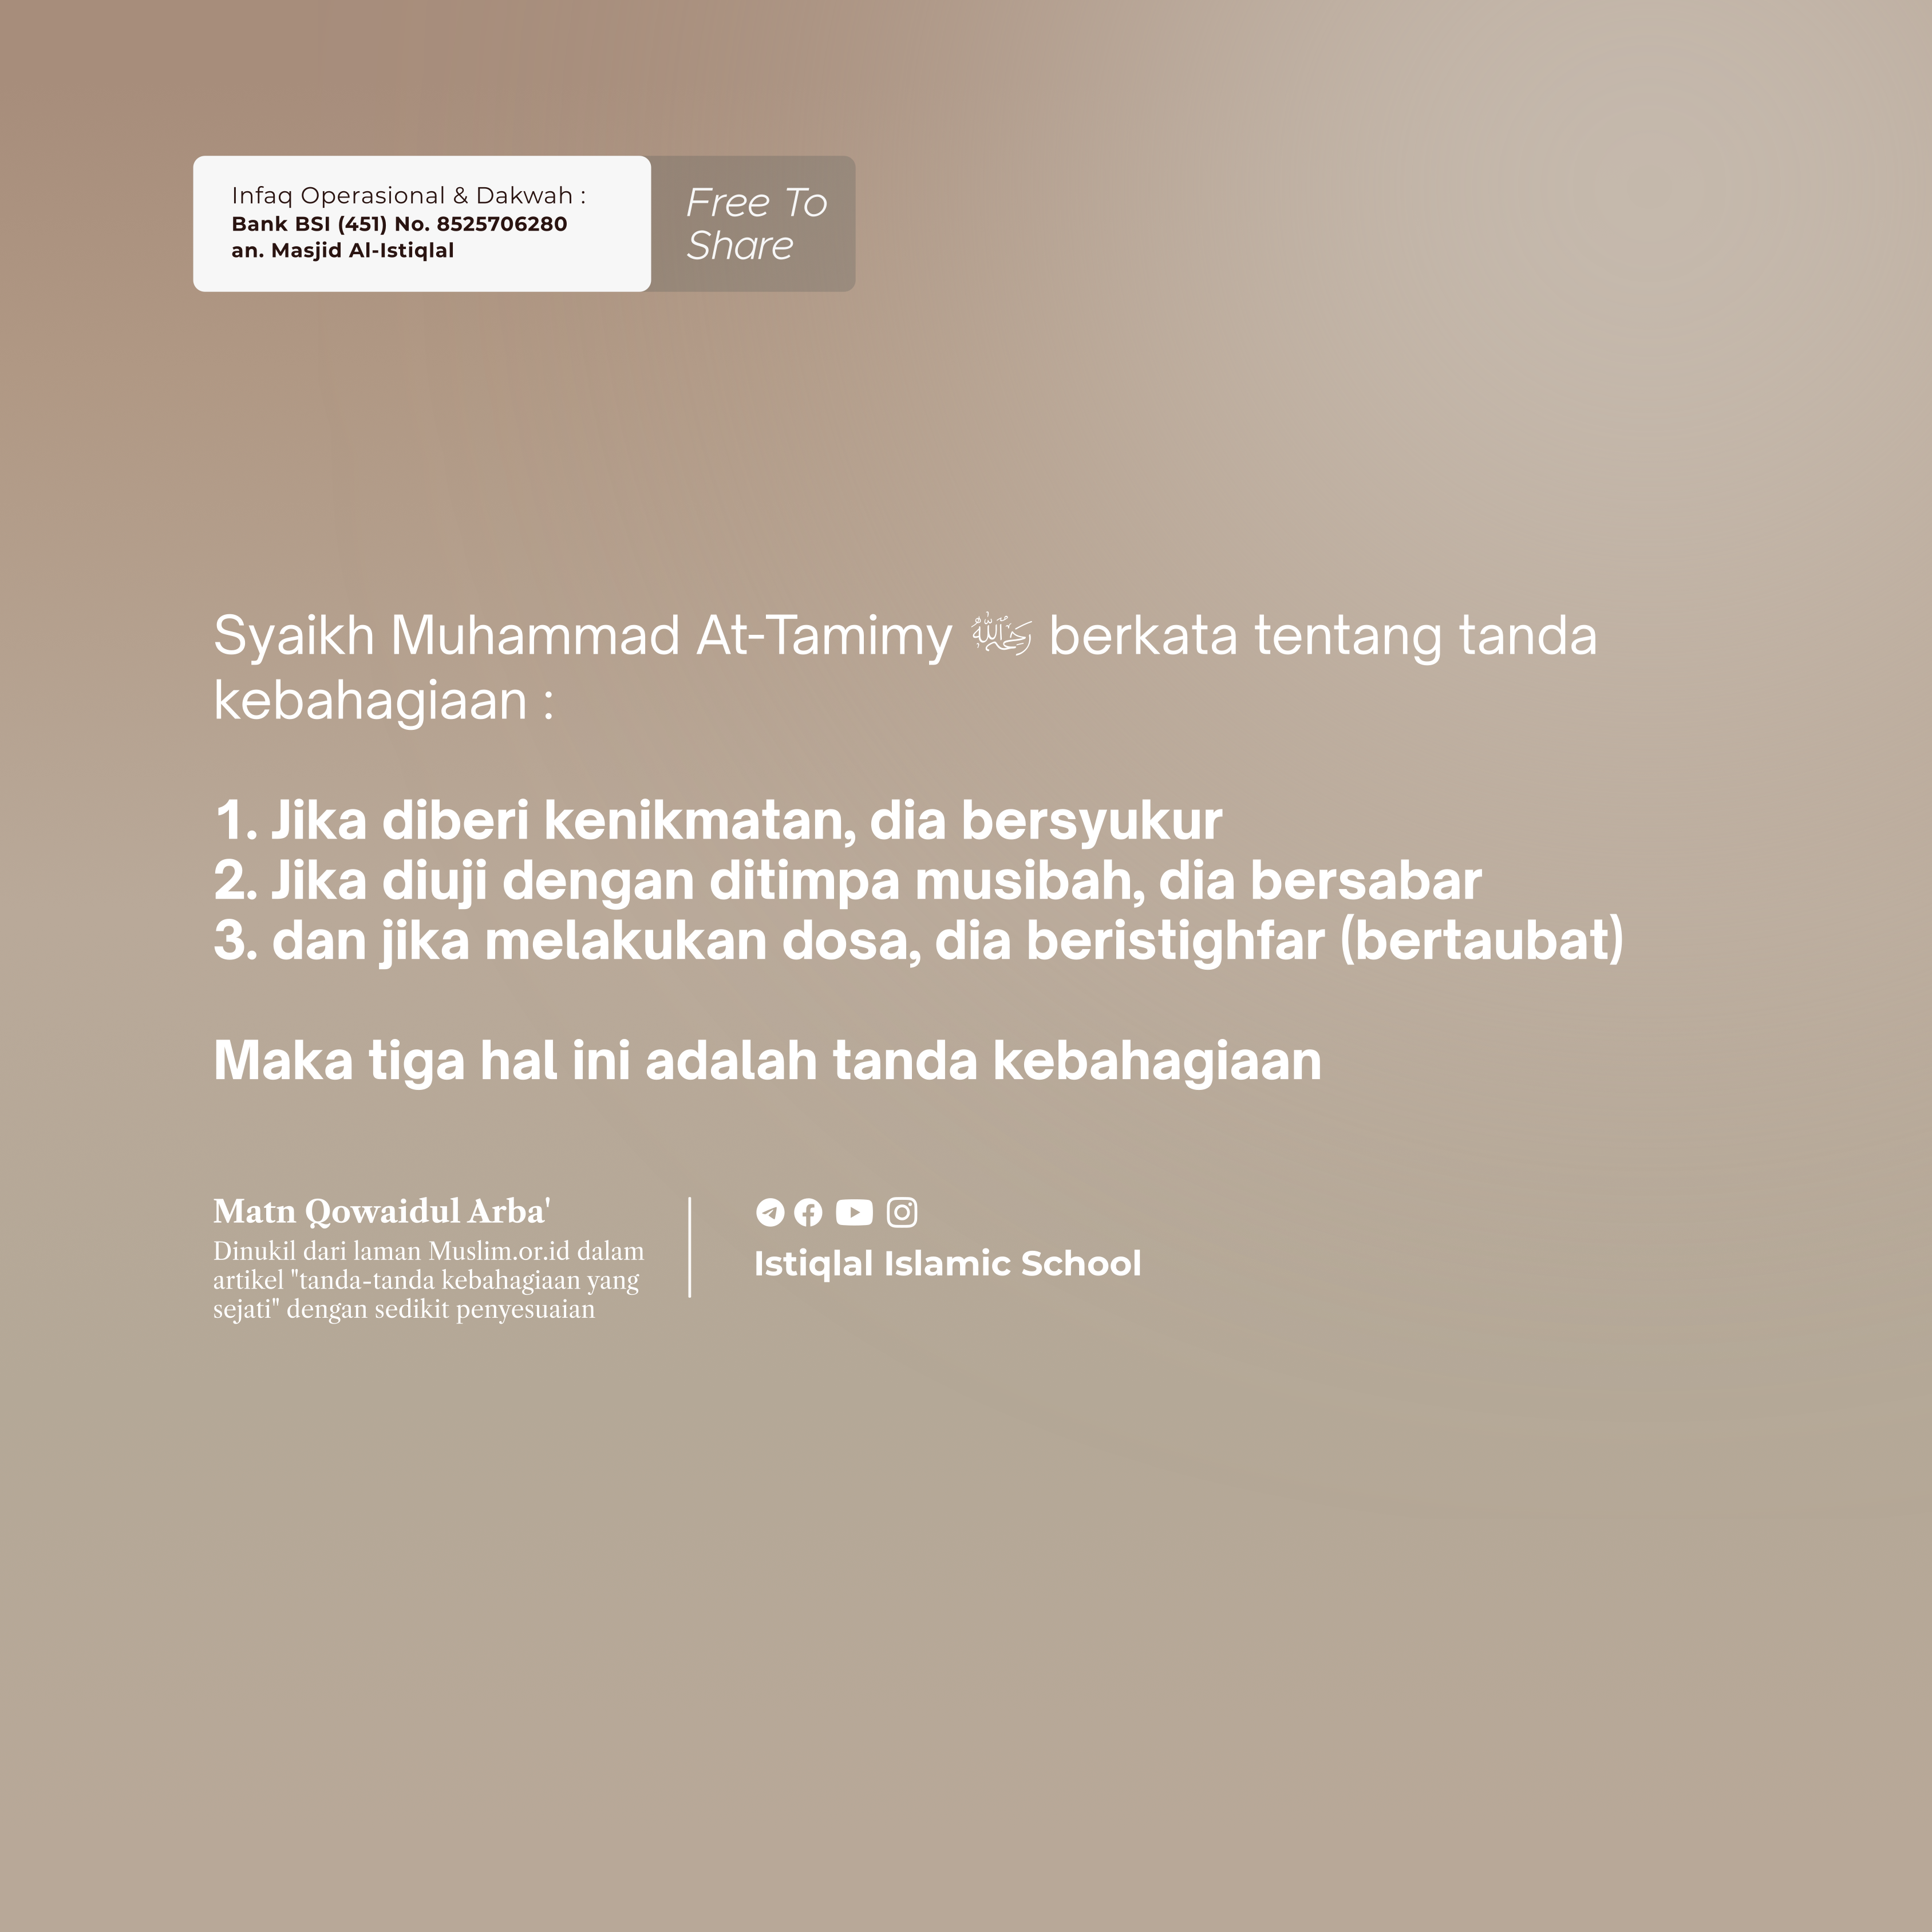 Infaq Operasional & Dakwah :
Bank BSI (451) No. 8525706280
an. Masjid Al-Istiqlal
Free To
Share
Syaikh Muhammad At-Tamimy رَحِمَهُ اللهُ berkata tentang tanda
kebahagiaan :
1. Jika diberi kenikmatan, dia bersyukur
2. Jika diuji dengan ditimpa musibah, dia bersabar
3. dan jika melakukan dosa, dia beristighfar (bertaubat)
Maka tiga hal ini adalah tanda kebahagiaan
Matn Qowaidul Arba'
Dinukil dari laman Muslim.or.id dalam
artikel "tanda-tanda kebahagiaan yang
sejati" dengan sedikit penyesuaian
Istiqlal Islamic School